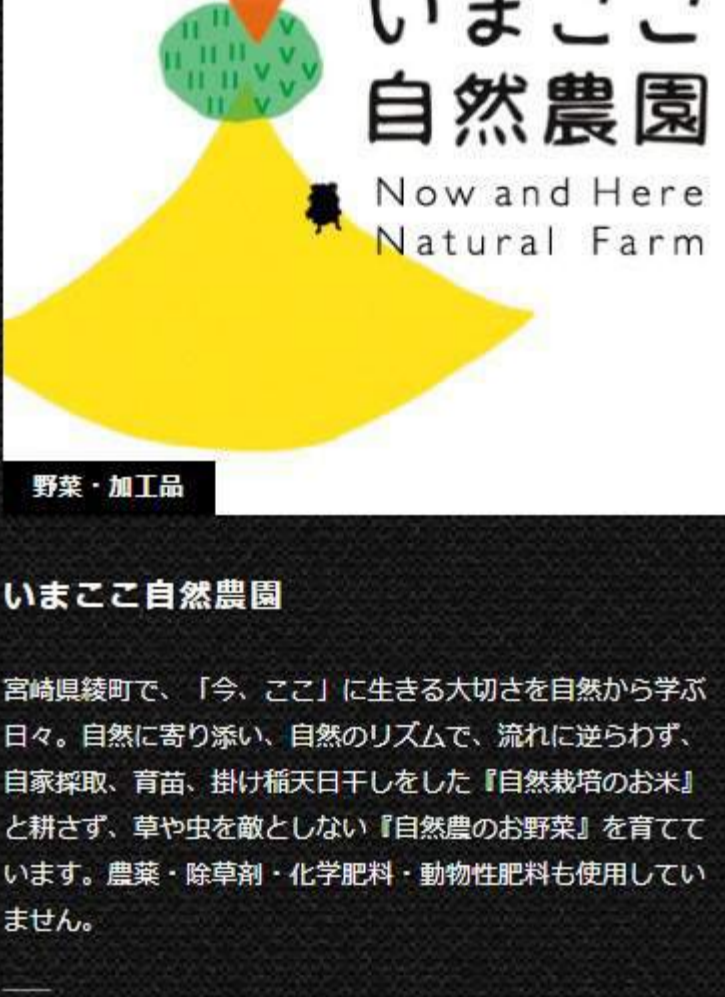 いまここ
自然農園
Now and Here
Natural Farm
野菜・加工品
いまここ自然農園
宮崎県綾町で、「今、ここ」に生きる大切さを自然から学ぶ
日々。自然に寄り添い、自然のリズムで、流れに逆らわず、
自家採取、育苗、掛け稲天日干しをした『自然栽培のお米』
と耕さず、草や虫を敵としない『自然農のお野菜』を育てて
います。農薬・除草剤・化学肥料・動物性肥料も使用してい
ません。